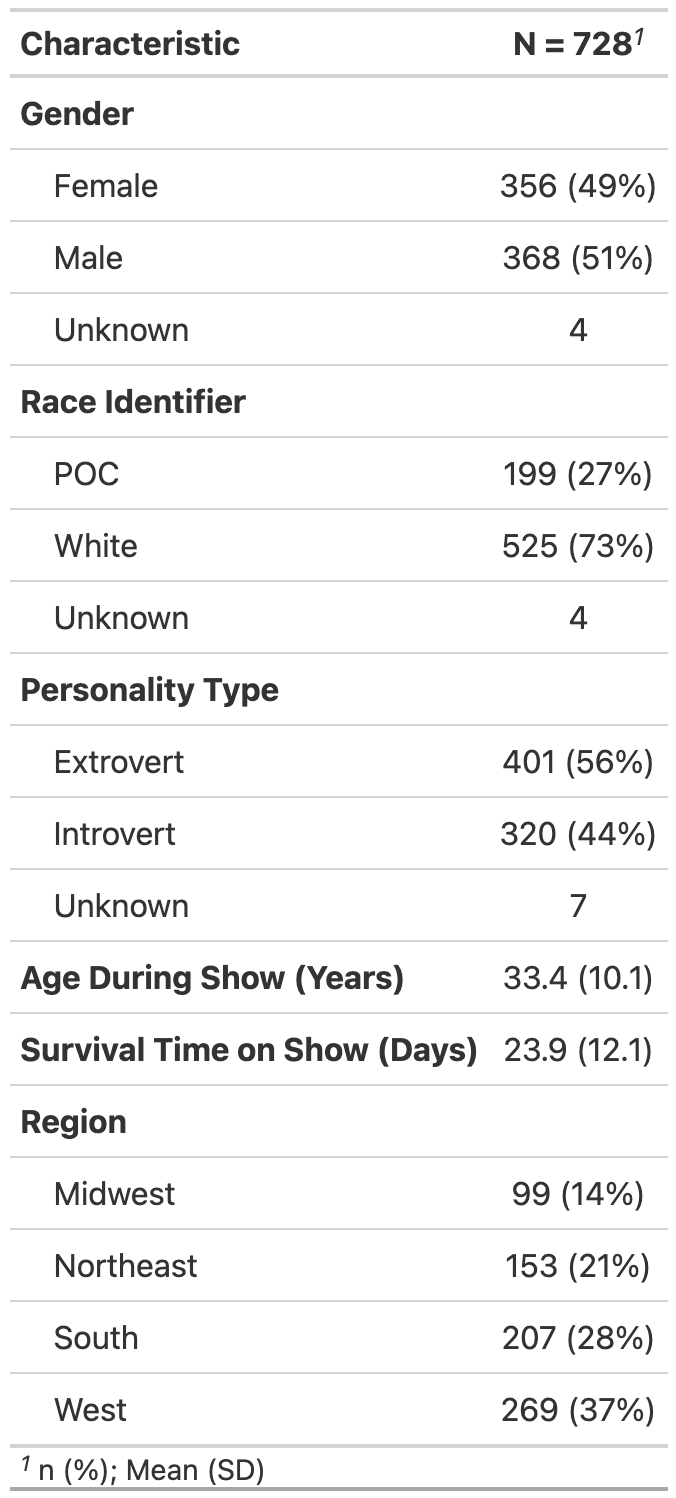 Characteristic N = 728¹
Gender
Female 356 (49%)
Male 368 (51%)
Unknown 4
Race Identifier
POC 199 (27%)
White 525 (73%)
Unknown 4
Personality Type
Extrovert 401 (56%)
Introvert 320 (44%)
Unknown 7
Age During Show (Years) 33.4 (10.1)
Survival Time on Show (Days) 23.9 (12.1)
Region
Midwest 99 (14%)
Northeast 153 (21%)
South 207 (28%)
West 269 (37%)
¹ n (%); Mean (SD)